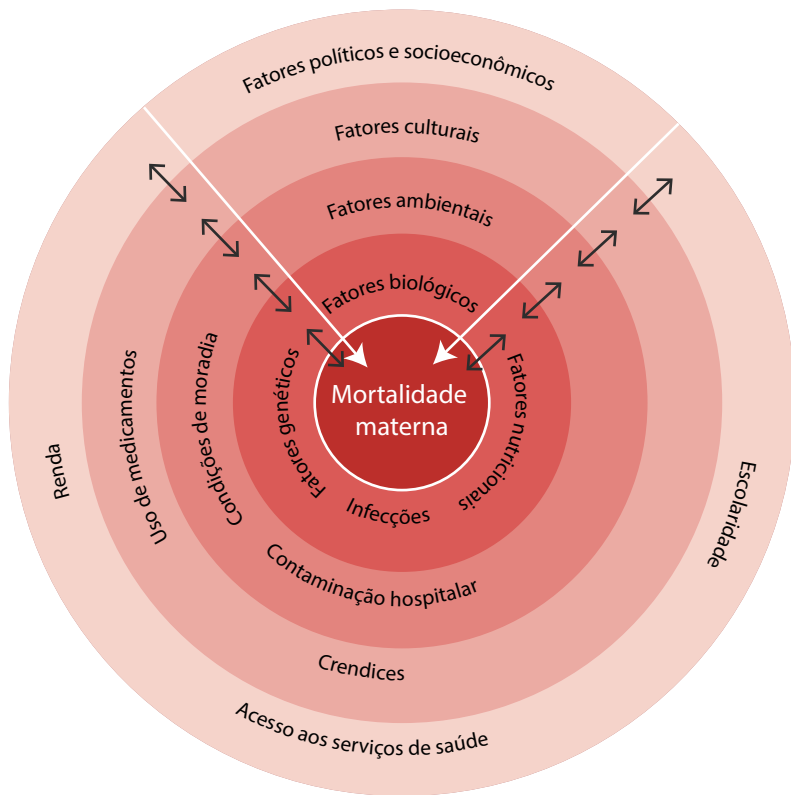 Fatores políticos e socioeconômicos
Fatores culturais
Fatores ambientais
Fatores biológicos
Mortalidade
materna
Fatores genéticos
Infecções
Fatores nutricionais
Condições de moradia
Contaminação hospitalar
Uso de medicamentos
Crendices
Renda
Acesso aos serviços de saúde
Escolaridade